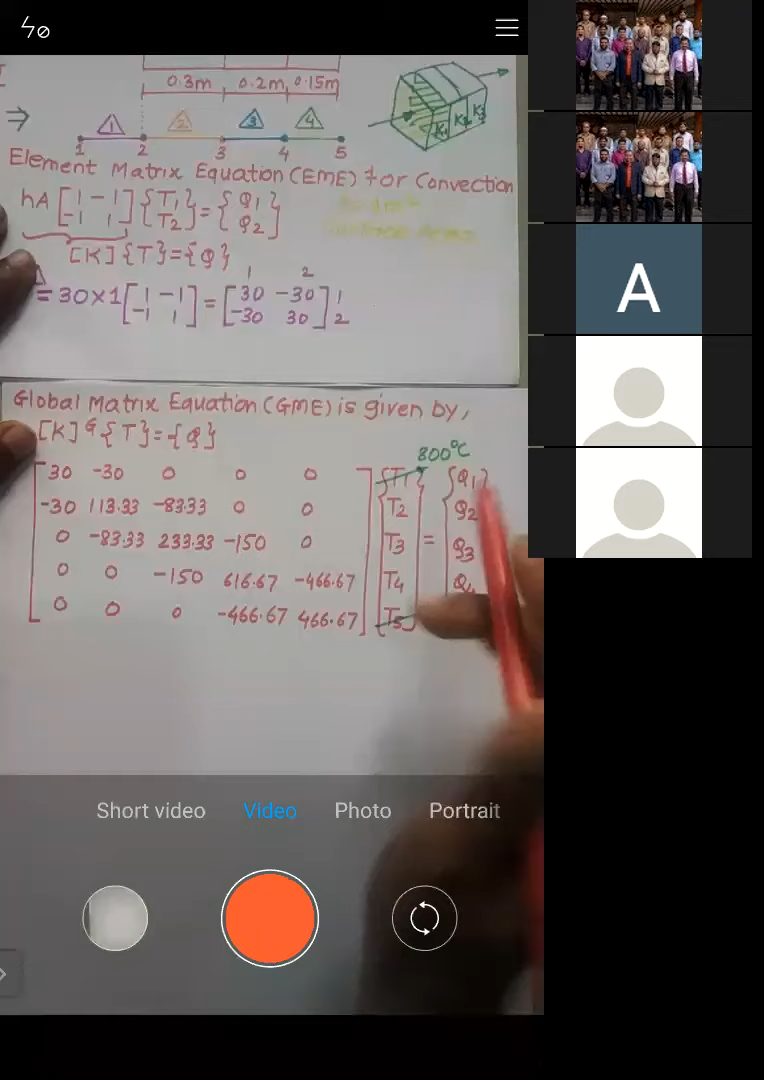 0.3m 0.2m 0.15m
⇒
1 2 3 4
1 2 3 4 5
K1 K2 K3
Element Matrix Equation (EME) for Convection
hA [1 -1 -1 1] {T1 T2} = {Q1 Q2}
[K] {T} = {Q}
1 2
= 30×1 [1 -1 -1 1] = [30 -30 -30 30] 1 2
Global Matrix Equation (GME) is given by,
[K]ᴳ {T} = {Q}
800°C
30 -30 0 0 0 T1 Q1
-30 113.33 -83.33 0 0 T2 Q2
0 -83.33 233.33 -150 0 T3 = Q3
0 0 -150 616.67 -466.67 T4 Q4
0 0 0 -466.67 466.67 T5
A
Short video Video Photo Portrait